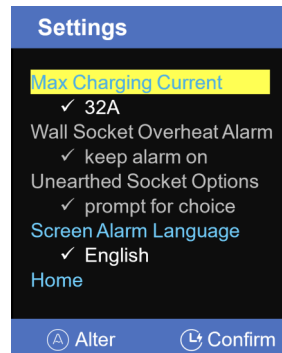 Settings
Max Charging Current
✓ 32A
Wall Socket Overheat Alarm
✓ keep alarm on
Unearthed Socket Options
✓ prompt for choice
Screen Alarm Language
✓ English
Home
Ⓐ Alter Confirm